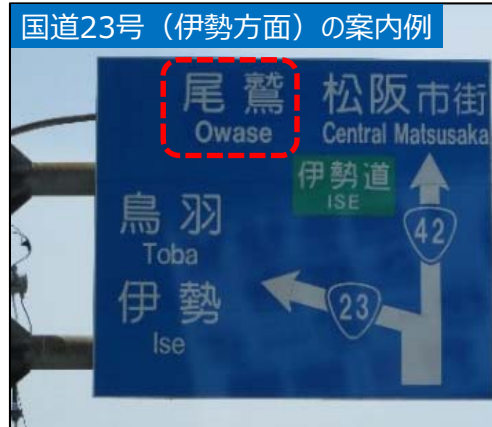 国道23号（伊勢方面）の案内例
尾鷲 松阪市街
Owase Central Matsusaka
伊勢道
ISE
鳥羽
Toba
42
伊勢
23
Ise